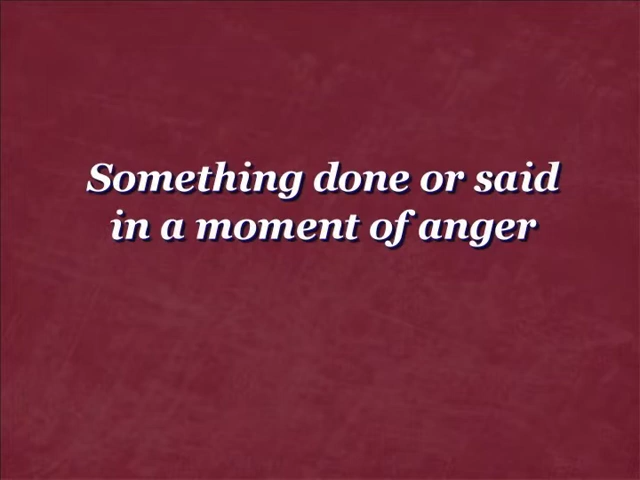 Something done or said
in a moment of anger